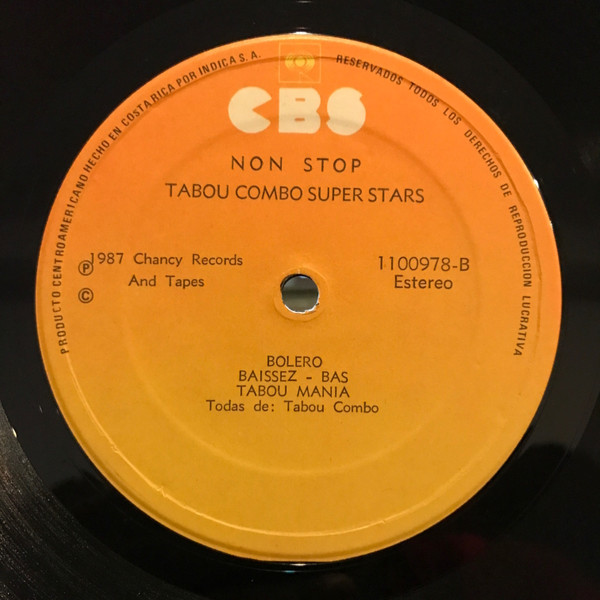 PRODUCTO CENTROAMERICANO HECHO EN COSTA RICA POR INDICA S. A.
RESERVADOS TODOS LOS DERECHOS DE REPRODUCCION LUCRATIVA
CBS
NON STOP
TABOU COMBO SUPER STARS
Ⓟ 1987 Chancy Records
© And Tapes
1100978-B
Estereo
BOLERO
BAISSEZ - BAS
TABOU MANIA
Todas de: Tabou Combo